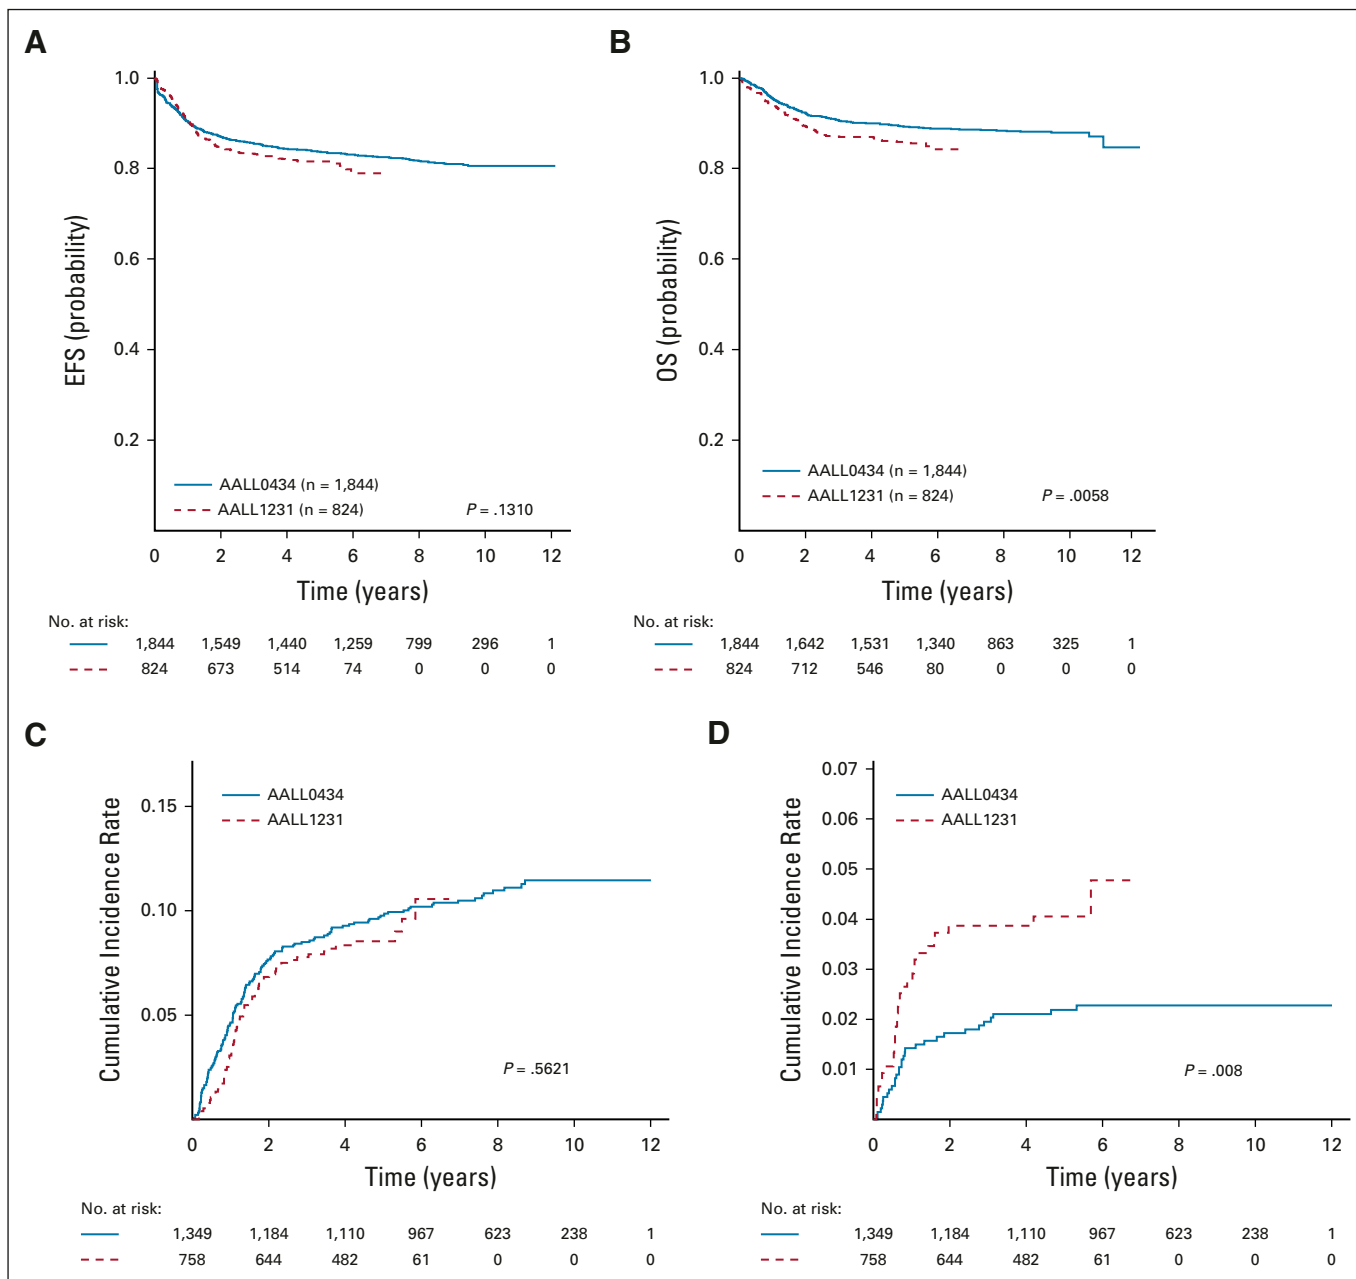 A
1.0
0.8
0.6
0.4
0.2
EFS (probability)
AALL0434 (n = 1,844)
AALL1231 (n = 824)
P = .1310
0 2 4 6 8 10 12
Time (years)
No. at risk:
1,844 1,549 1,440 1,259 799 296 1
824 673 514 74 0 0 0
B
1.0
0.8
0.6
0.4
0.2
OS (probability)
AALL0434 (n = 1,844)
AALL1231 (n = 824)
P = .0058
0 2 4 6 8 10 12
Time (years)
No. at risk:
1,844 1,642 1,531 1,340 863 325 1
824 712 546 80 0 0 0
C
0.15
0.10
0.05
Cumulative Incidence Rate
AALL0434
AALL1231
P = .5621
0 2 4 6 8 10 12
Time (years)
No. at risk:
1,349 1,184 1,110 967 623 238 1
758 644 482 61 0 0 0
D
0.07
0.06
0.05
0.04
0.03
0.02
0.01
Cumulative Incidence Rate
AALL0434
AALL1231
P = .008
0 2 4 6 8 10 12
Time (years)
No. at risk:
1,349 1,184 1,110 967 623 238 1
758 644 482 61 0 0 0